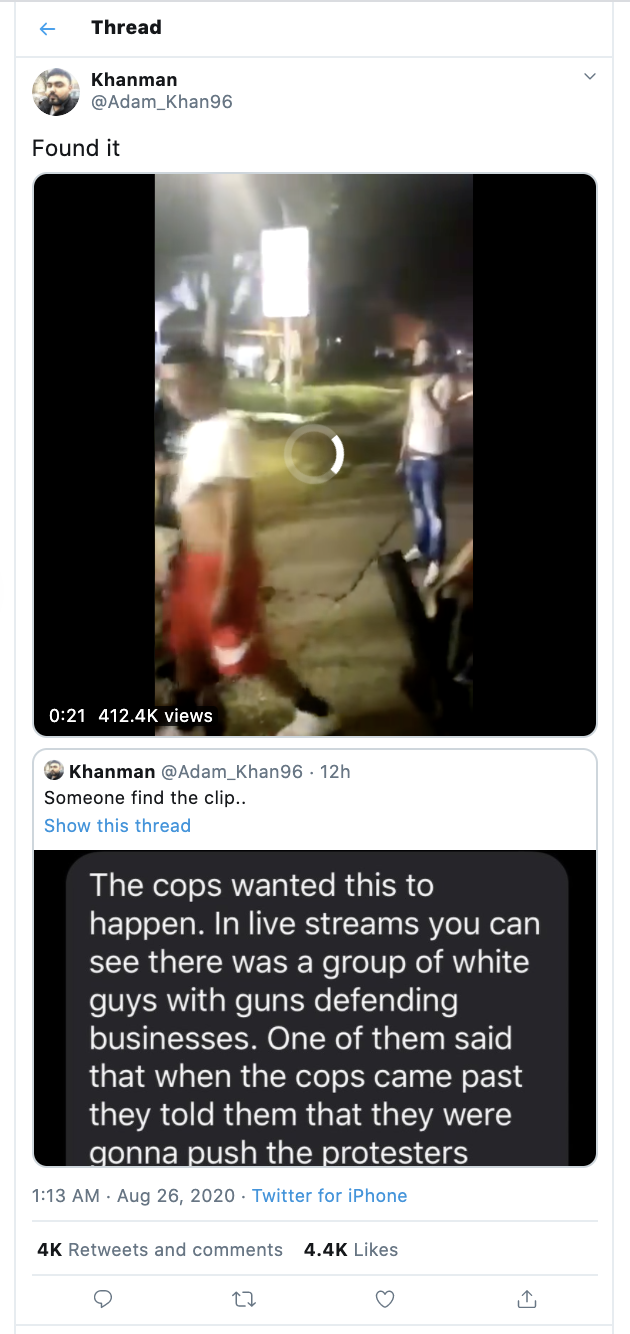 Thread
Khanman
@Adam_Khan96
Found it
0:21 412.4K views
Khanman @Adam_Khan96 · 12h
Someone find the clip..
Show this thread
The cops wanted this to
happen. In live streams you can
see there was a group of white
guys with guns defending
businesses. One of them said
that when the cops came past
they told them that they were
gonna push the protesters
1:13 AM · Aug 26, 2020 · Twitter for iPhone
4K Retweets and comments 4.4K Likes